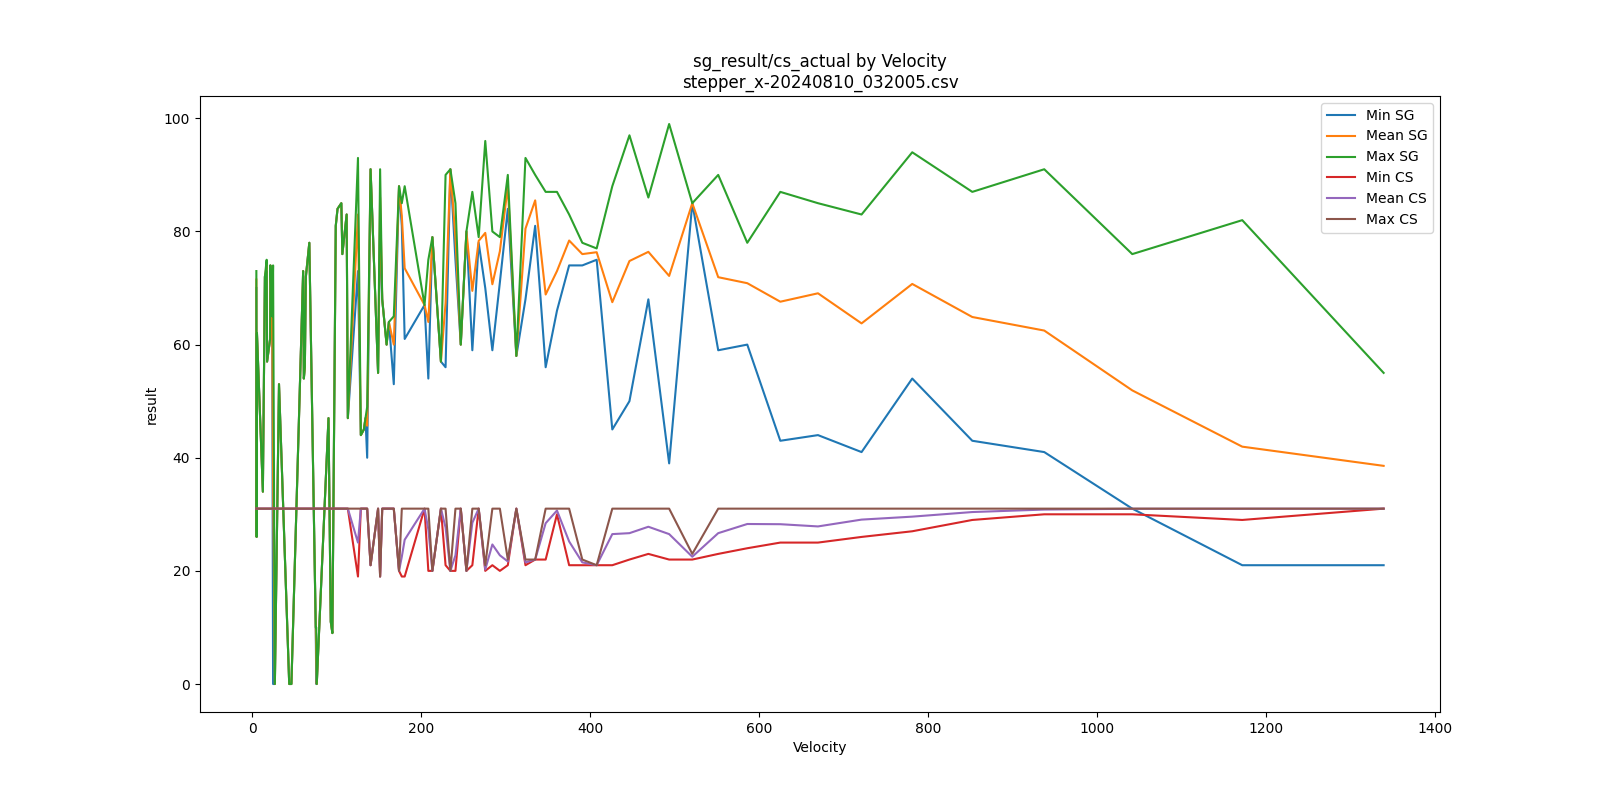 sg_result/cs_actual by Velocity
stepper_x-20240810_032005.csv
Min SG
Mean SG
Max SG
Min CS
Mean CS
Max CS
result
100
80
60
40
20
0
0 200 400 600 800 1000 1200 1400
Velocity